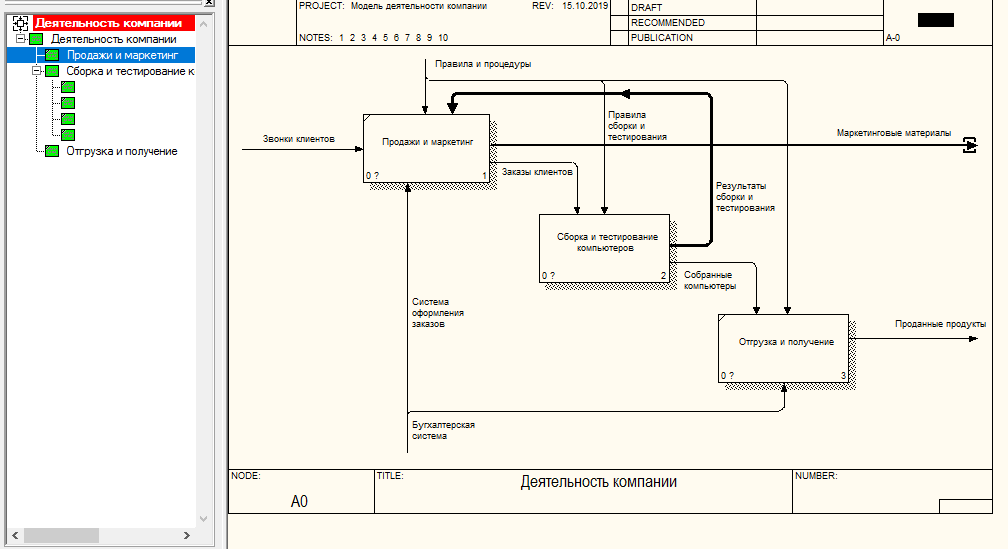 Деятельность компании
Деятельность компании
Продажи и маркетинг
Сборка и тестирование к
Отгрузка и получение
PROJECT: Модель деятельности компании
REV: 15.10.2019
NOTES: 1 2 3 4 5 6 7 8 9 10
DRAFT
RECOMMENDED
PUBLICATION
A-0
Правила и процедуры
Правила
сборки и
тестирования
Маркетинговые материалы
Звонки клиентов
Продажи и маркетинг
0 ?
1
Заказы клиентов
Результаты
сборки и
тестирования
Сборка и тестирование
компьютеров
0 ?
2
Собранные
компьютеры
Система
оформления
заказов
Проданные продукты
Отгрузка и получение
0 ?
3
Бугхалтерская
система
NODE:
A0
TITLE:
Деятельность компании
NUMBER: